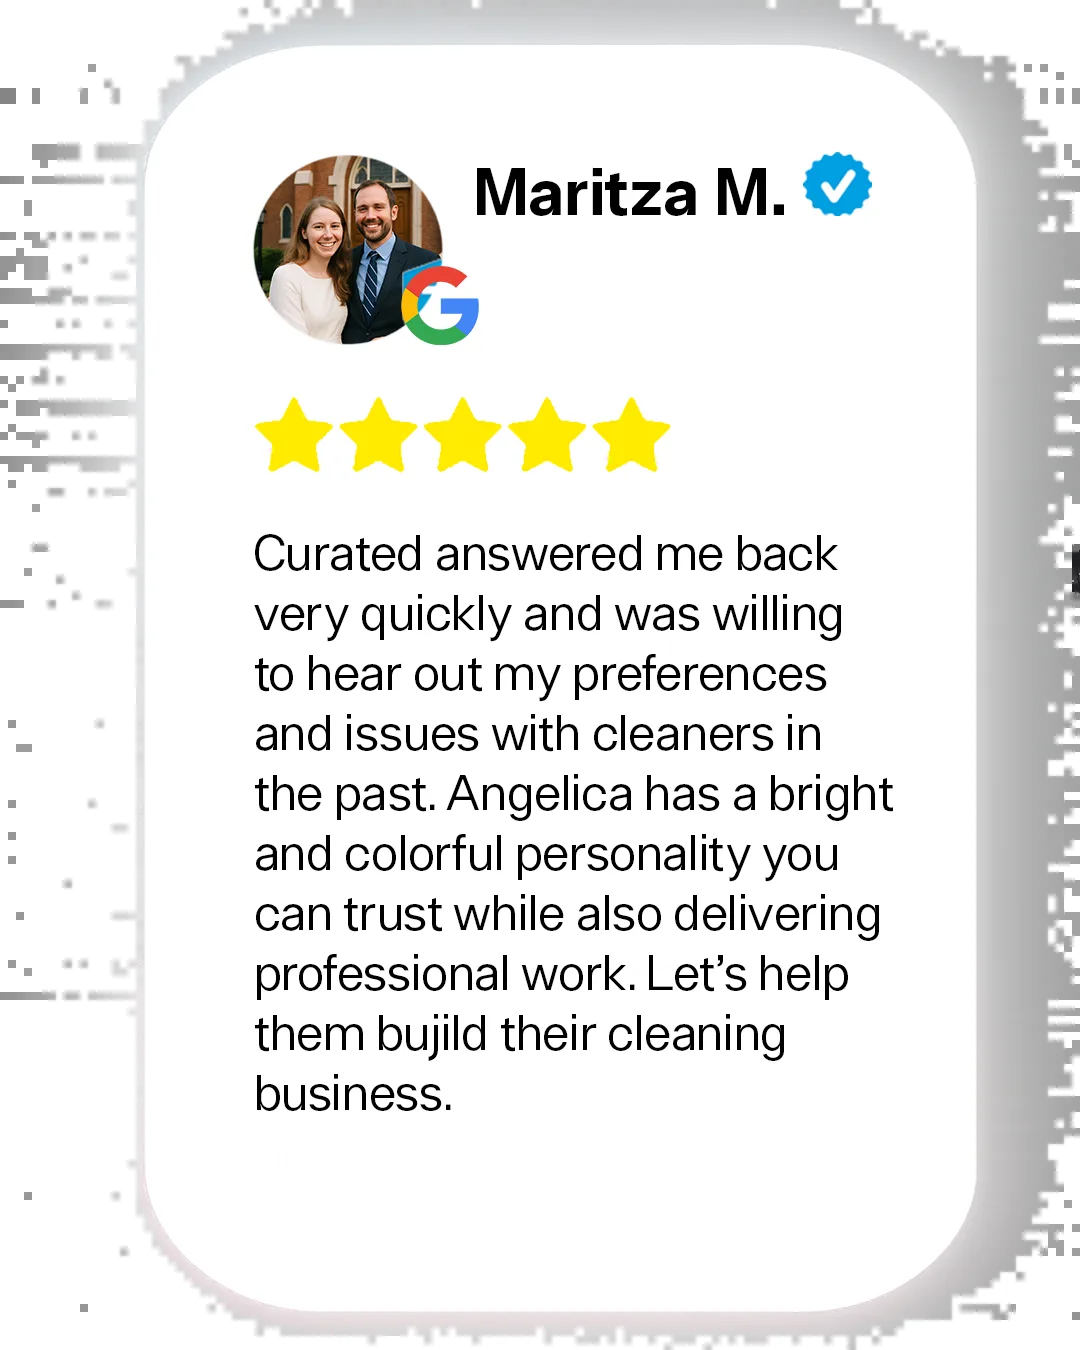 Maritza M.
Curated answered me back
very quickly and was willing
to hear out my preferences
and issues with cleaners in
the past. Angelica has a bright
and colorful personality you
can trust while also delivering
professional work. Let’s help
them bujild their cleaning
business.